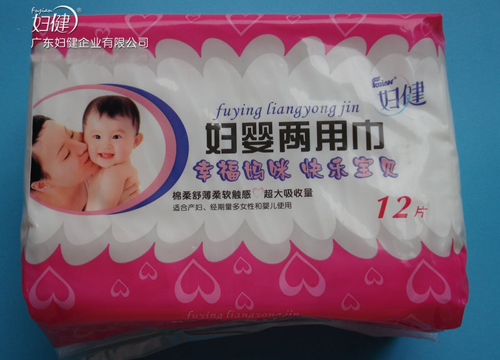 Fujian
妇健®
广东妇健企业有限公司
Fujian
妇健
fuying liangyong jin
妇婴两用巾
幸福妈咪 快乐宝贝
棉柔舒薄柔软触感 超大吸收量
适合产妇、经期量多女性和婴儿使用
12片
fuying liangyong jin